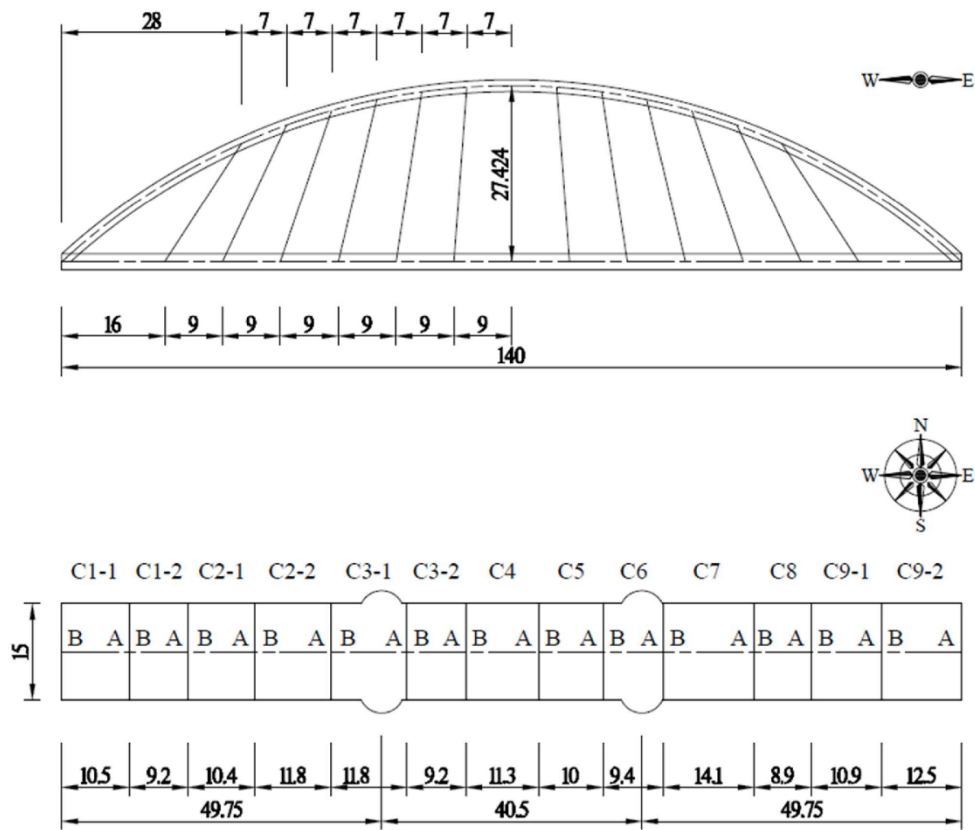 28 7 7 7 7 7 7
W E
27.424
16 9 9 9 9 9 9
140
N
W E
S
C1-1 C1-2 C2-1 C2-2 C3-1 C3-2 C4 C5 C6 C7 C8 C9-1 C9-2
15
B A B A B A B A B A B A B A B A B A B A B A B A B A
10.5 9.2 10.4 11.8 11.8 9.2 11.3 10 9.4 14.1 8.9 10.9 12.5
49.75 40.5 49.75